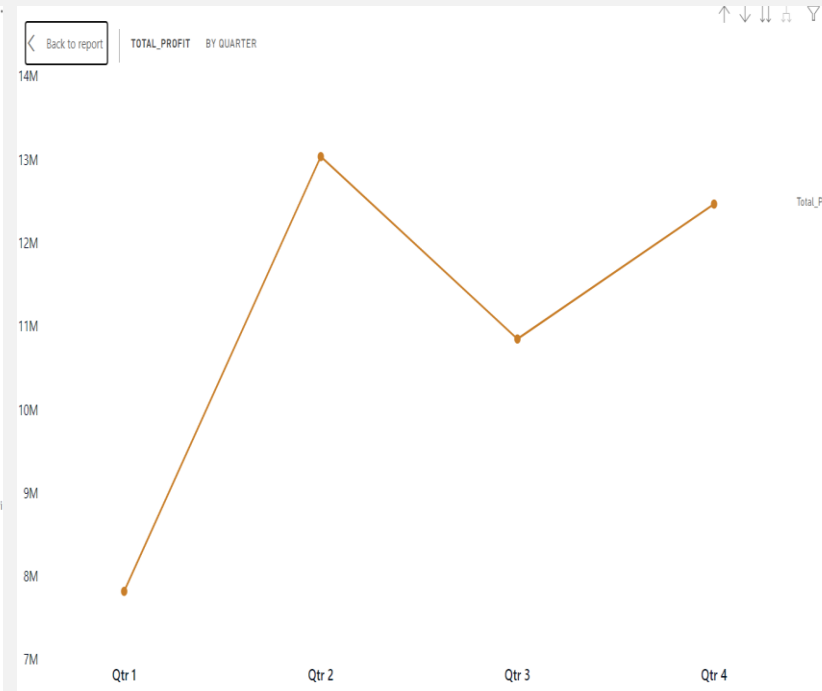 Back to report TOTAL_PROFIT BY QUARTER
14M
13M
Total_P
12M
11M
10M
9M
8M
7M
Qtr 1 Qtr 2 Qtr 3 Qtr 4